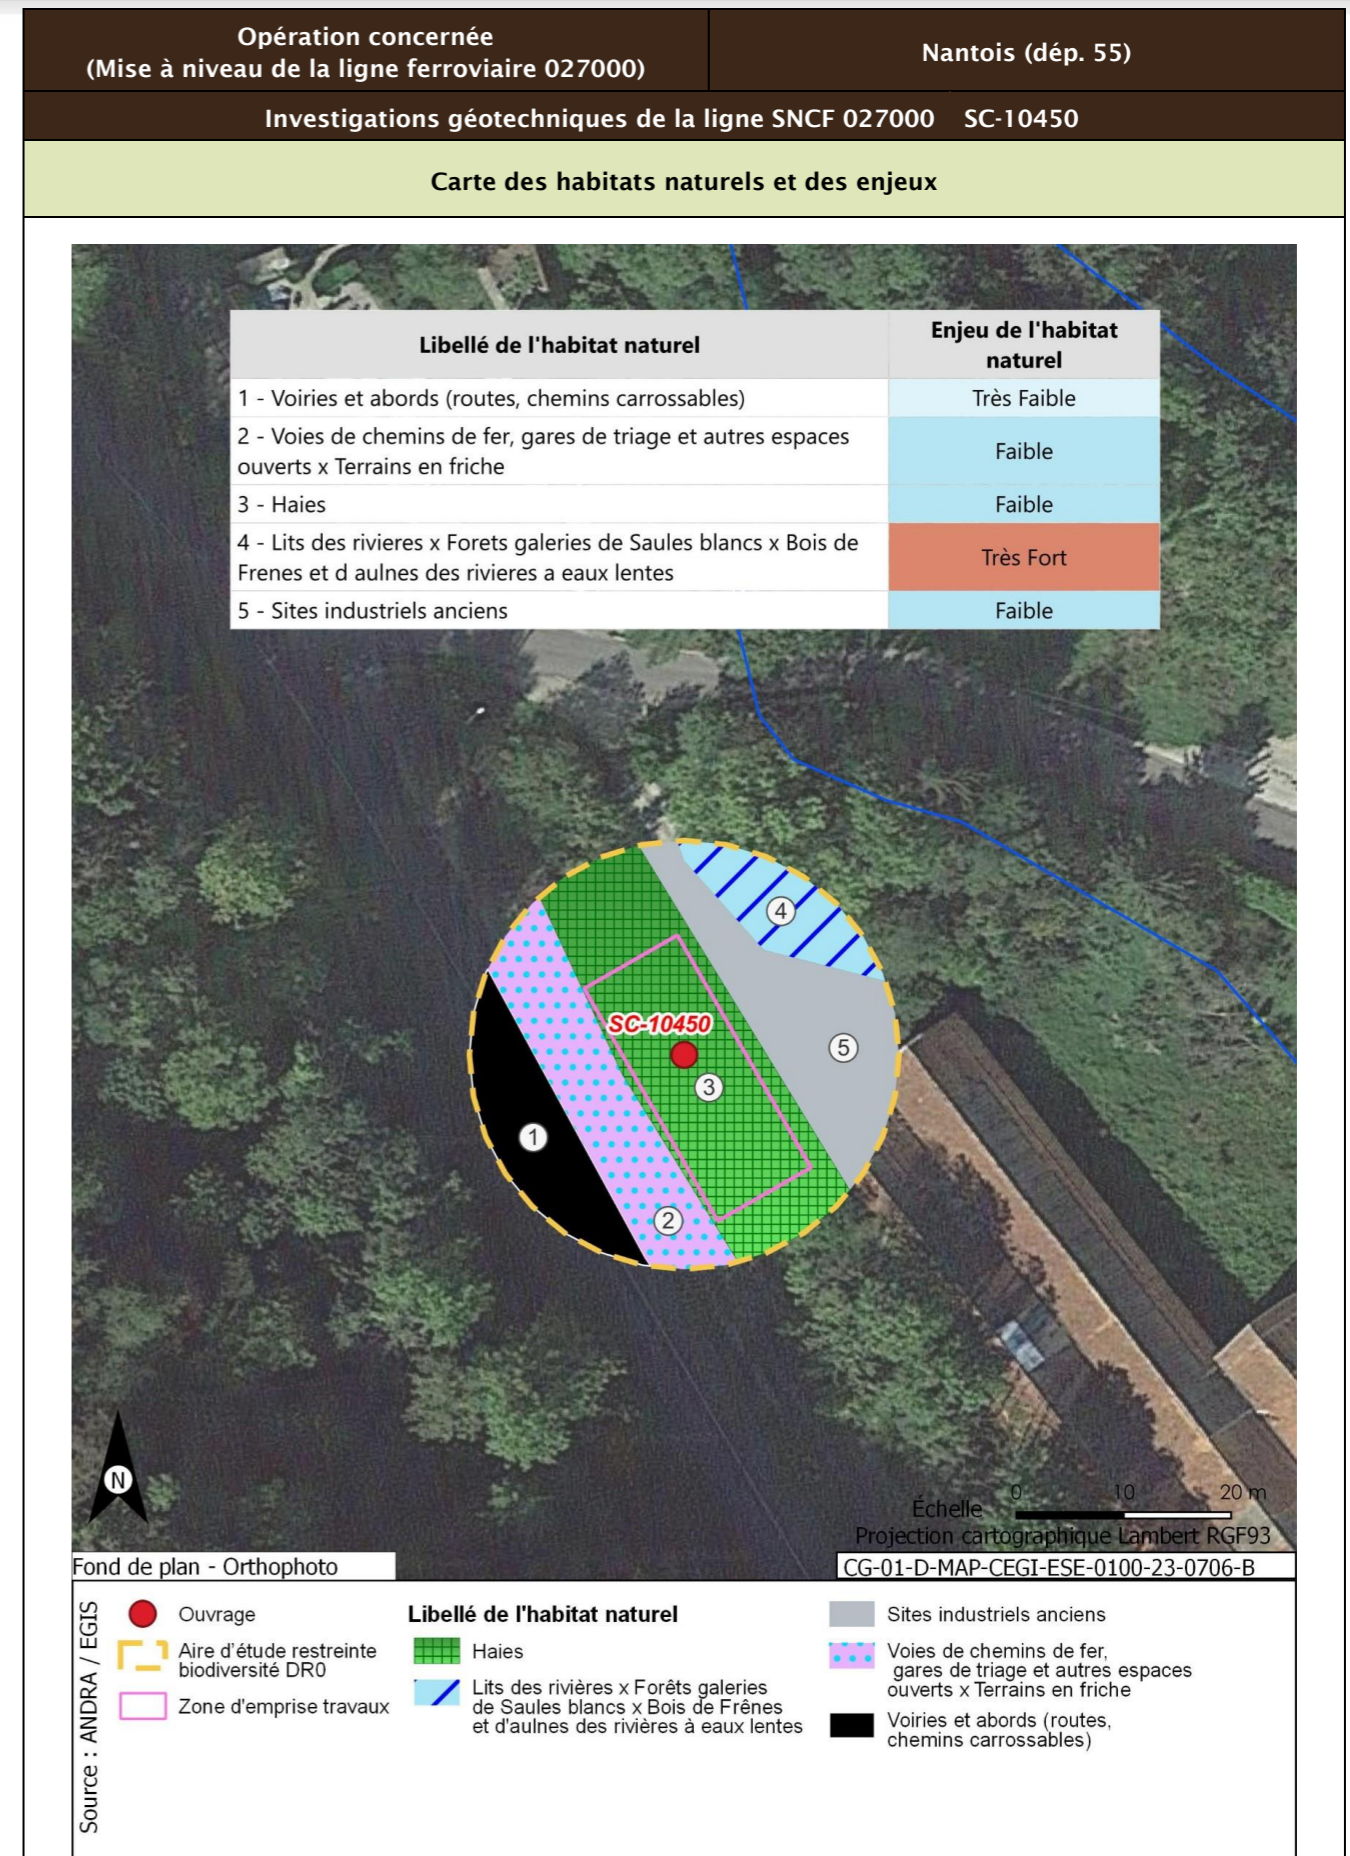 Opération concernée
(Mise à niveau de la ligne ferroviaire 027000)
Nantois (dép. 55)
Investigations géotechniques de la ligne SNCF 027000 SC-10450
Carte des habitats naturels et des enjeux
Libellé de l'habitat naturel
Enjeu de l'habitat
naturel
1 - Voiries et abords (routes, chemins carrossables)
Très Faible
2 - Voies de chemins de fer, gares de triage et autres espaces
ouverts x Terrains en friche
Faible
3 - Haies
Faible
4 - Lits des rivieres x Forets galeries de Saules blancs x Bois de
Frenes et d aulnes des rivieres a eaux lentes
Très Fort
5 - Sites industriels anciens
Faible
4
SC-10450
5
3
1
2
N
0 10 20 m
Échelle
Projection cartographique Lambert RGF93
Fond de plan - Orthophoto
CG-01-D-MAP-CEGI-ESE-0100-23-0706-B
Source : ANDRA / EGIS
Ouvrage
Aire d'étude restreinte
biodiversité DR0
Zone d'emprise travaux
Libellé de l'habitat naturel
Haies
Lits des rivières x Forêts galeries
de Saules blancs x Bois de Frênes
et d'aulnes des rivières à eaux lentes
Sites industriels anciens
Voies de chemins de fer,
gares de triage et autres espaces
ouverts x Terrains en friche
Voiries et abords (routes,
chemins carrossables)